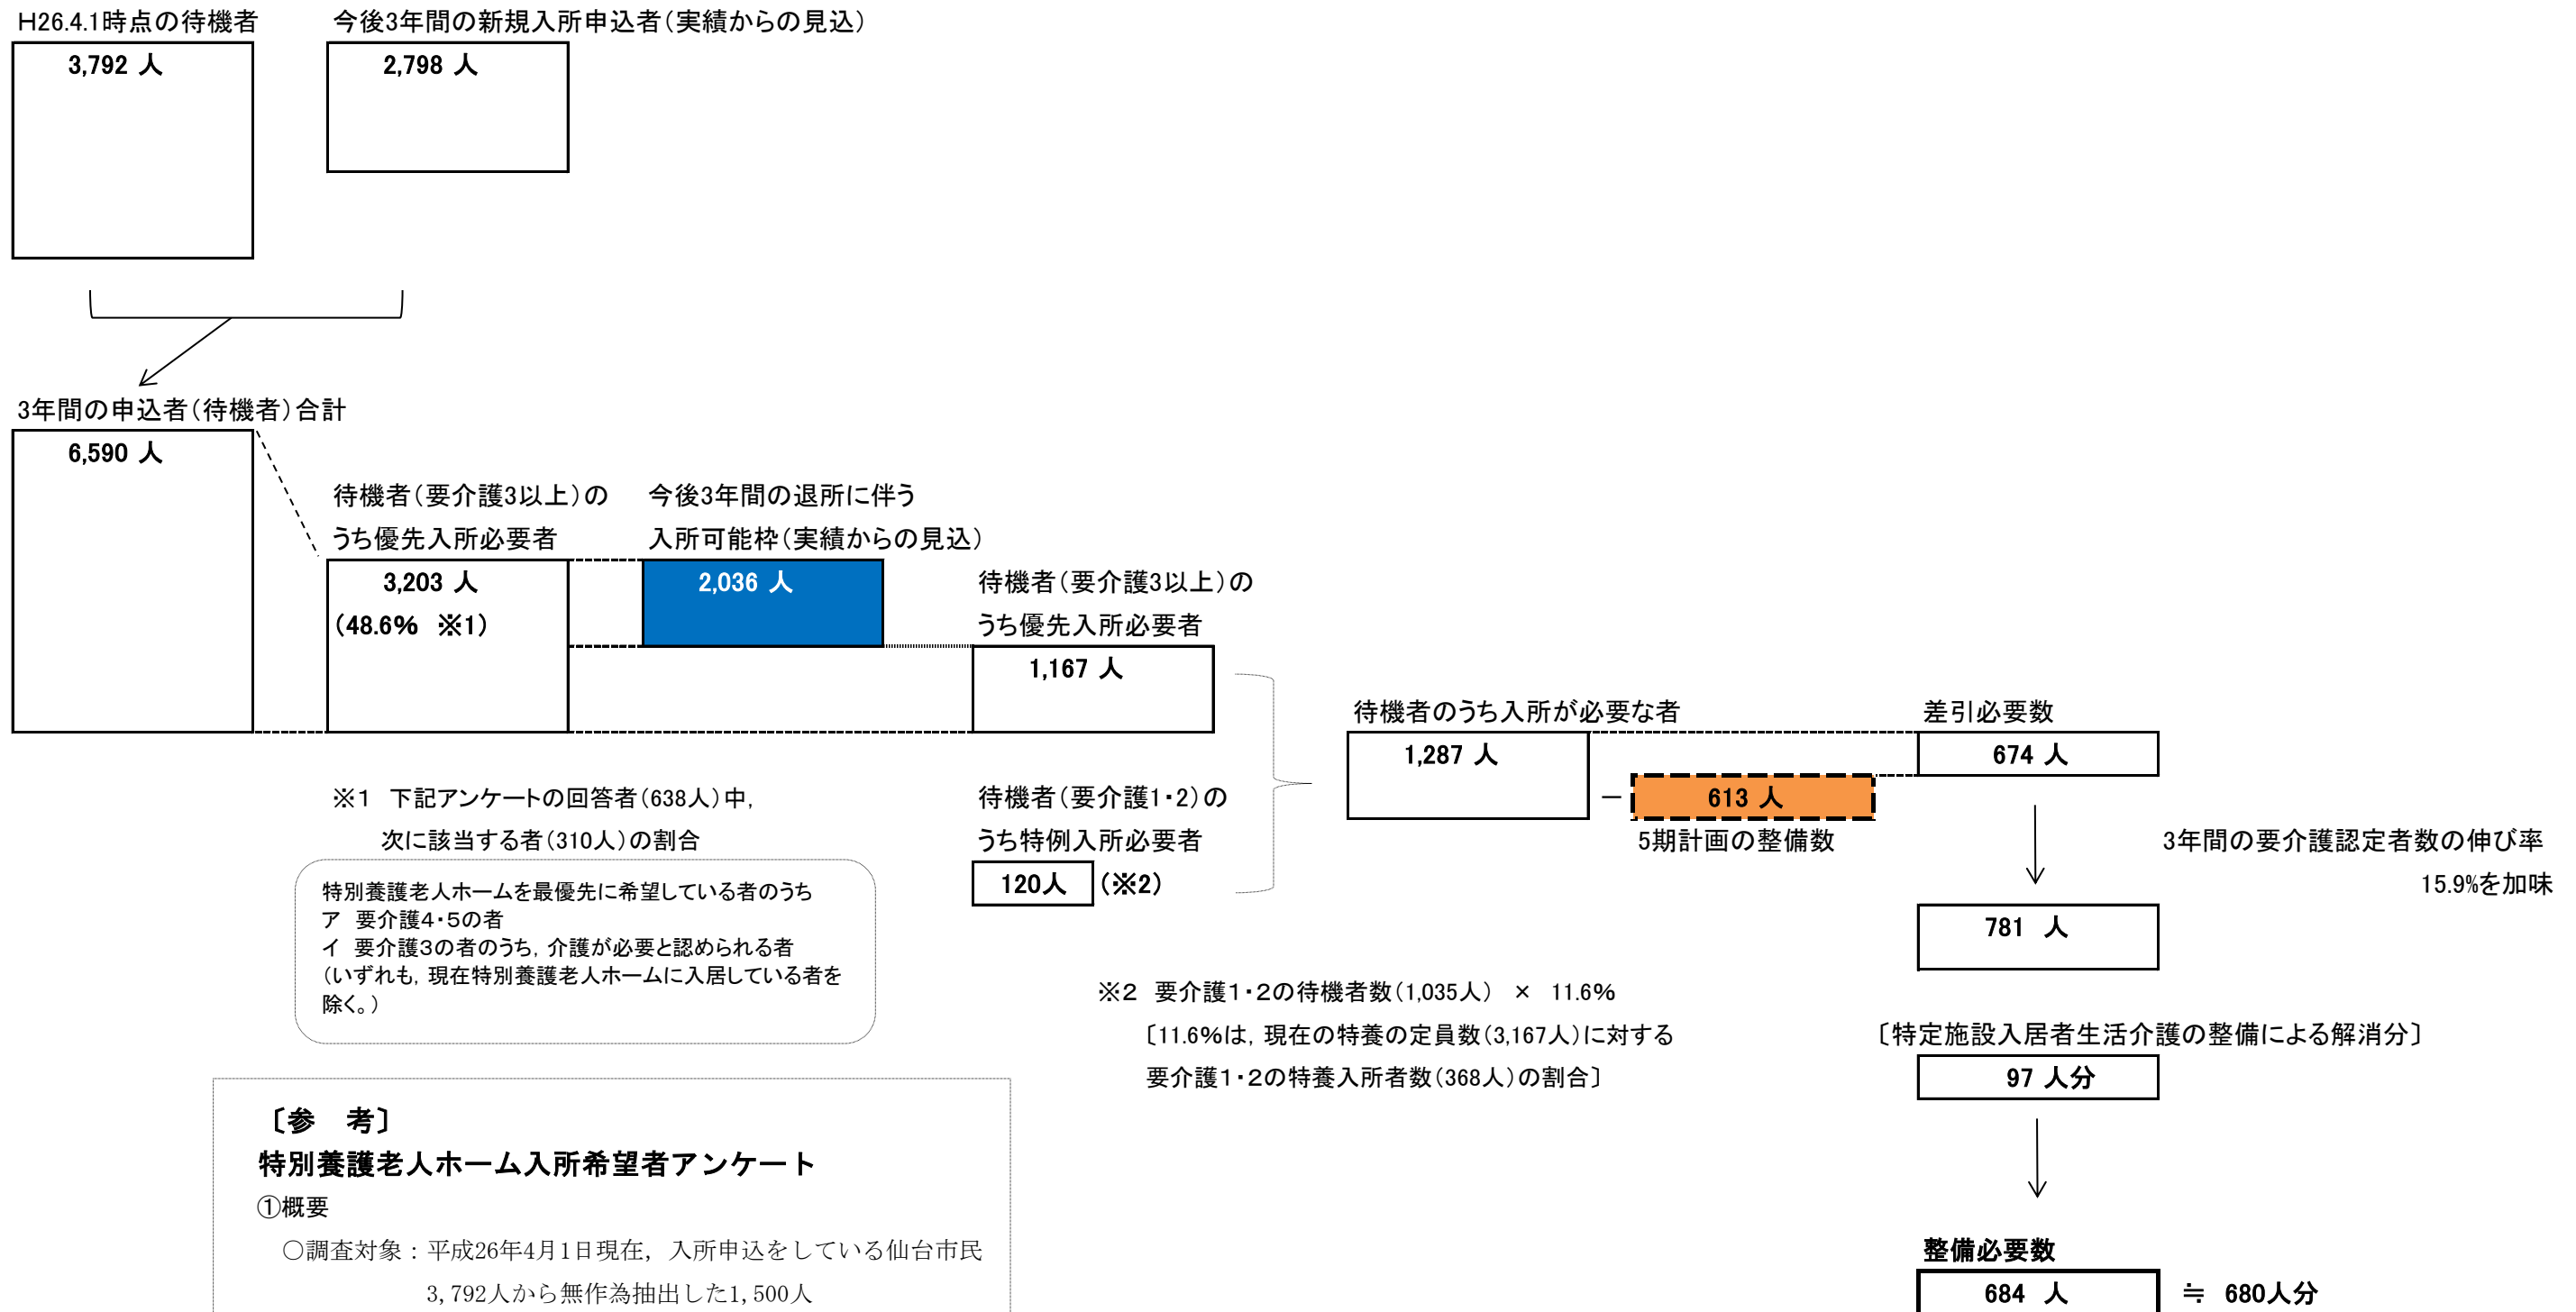 H26.4.1時点の待機者
3,792 人
今後3年間の新規入所申込者(実績からの見込)
2,798 人
3年間の申込者(待機者)合計
6,590 人
待機者(要介護3以上)の
うち優先入所必要者
3,203 人
(48.6% ※1)
今後3年間の退所に伴う
入所可能枠(実績からの見込)
2,036 人
待機者(要介護3以上)の
うち優先入所必要者
1,167 人
待機者(要介護1・2)の
うち特例入所必要者
120人 (※2)
待機者のうち入所が必要な者
1,287 人
－
613 人
5期計画の整備数
差引必要数
674 人
3年間の要介護認定者数の伸び率
15.9%を加味
781 人
〔特定施設入居者生活介護の整備による解消分〕
97 人分
整備必要数
684 人 ≒ 680人分
※1 下記アンケートの回答者(638人)中,
次に該当する者(310人)の割合
特別養護老人ホームを最優先に希望している者のうち
ア 要介護4・5の者
イ 要介護3の者のうち, 介護が必要と認められる者
(いずれも, 現在特別養護老人ホームに入居している者を
除く。)
※2 要介護1・2の待機者数(1,035人) × 11.6%
〔11.6%は, 現在の特養の定員数(3,167人)に対する
要介護1・2の特養入所者数(368人)の割合〕
〔参 考〕
特別養護老人ホーム入所希望者アンケート
①概要
○調査対象：平成26年4月1日現在, 入所申込をしている仙台市民
3,792人から無作為抽出した1,500人